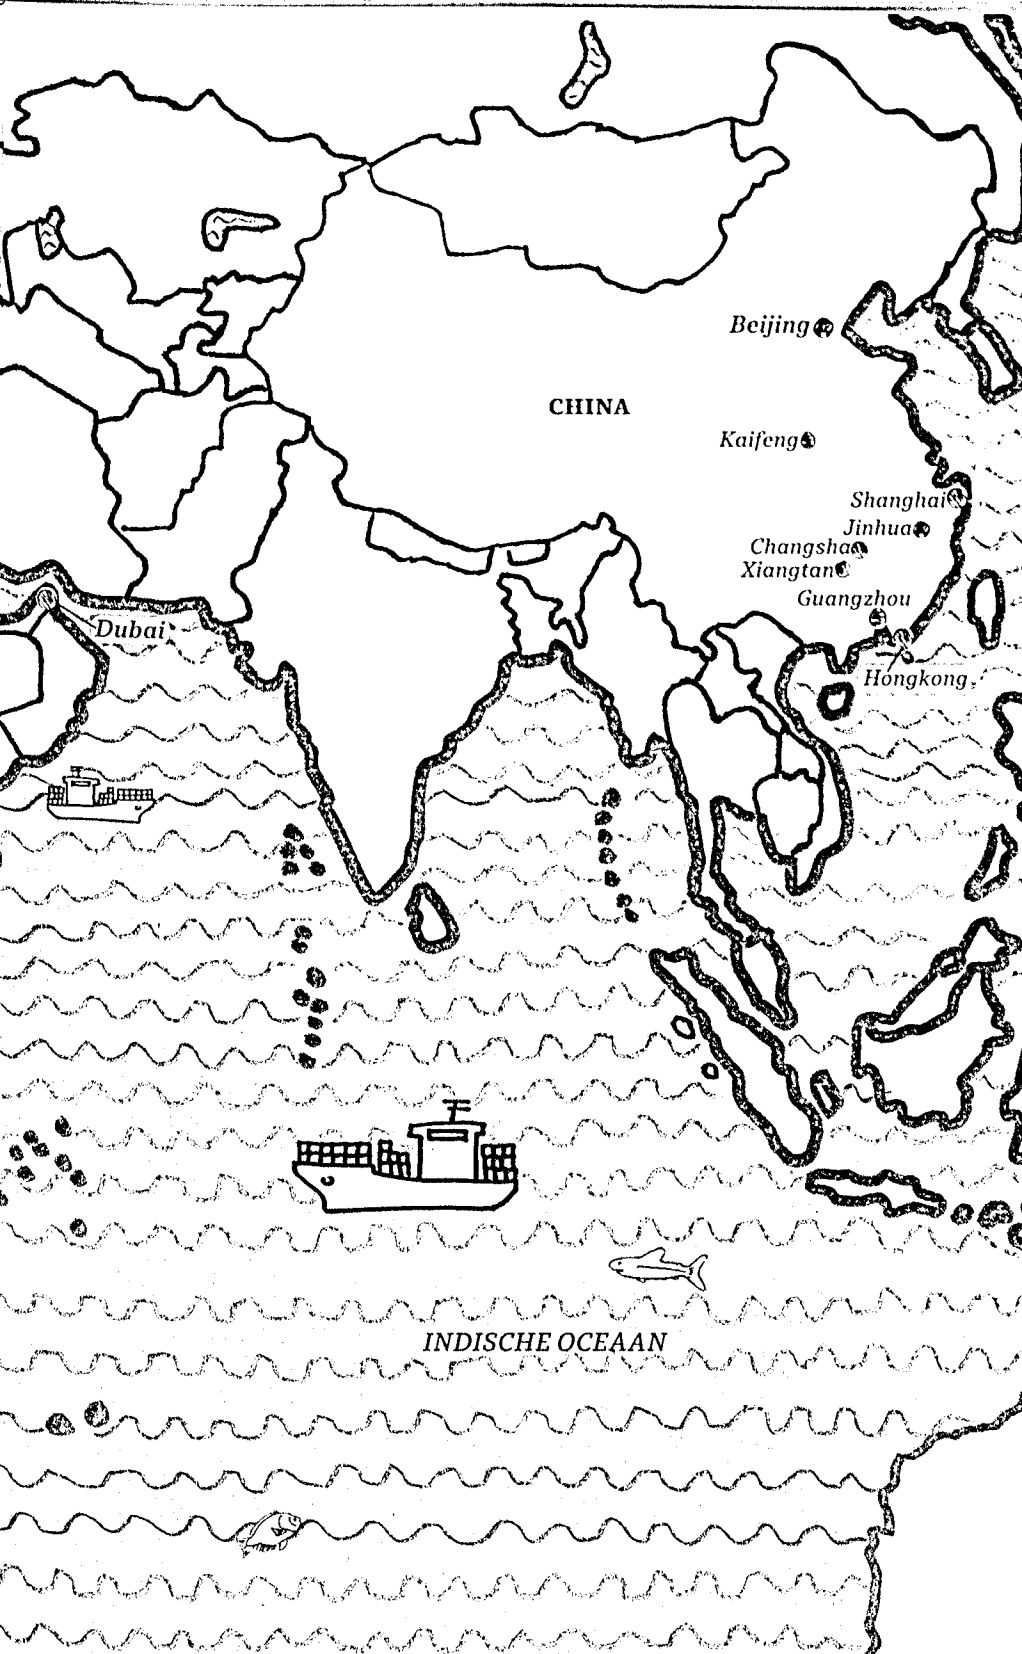 Beijing
CHINA
Kaifeng
Shanghai
Jinhua
Changsha
Xiangtan
Guangzhou
Dubai
Hongkong
INDISCHE OCEAAN